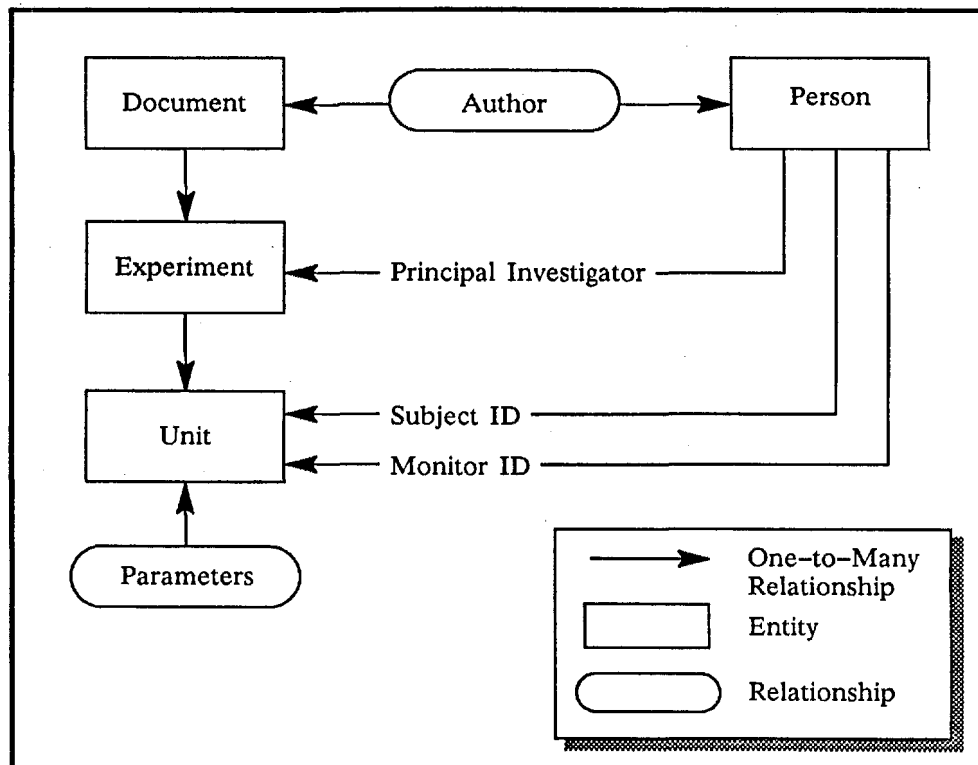 Document
Author
Person
Experiment
Principal Investigator
Unit
Subject ID
Monitor ID
Parameters
One-to-Many
Relationship
Entity
Relationship